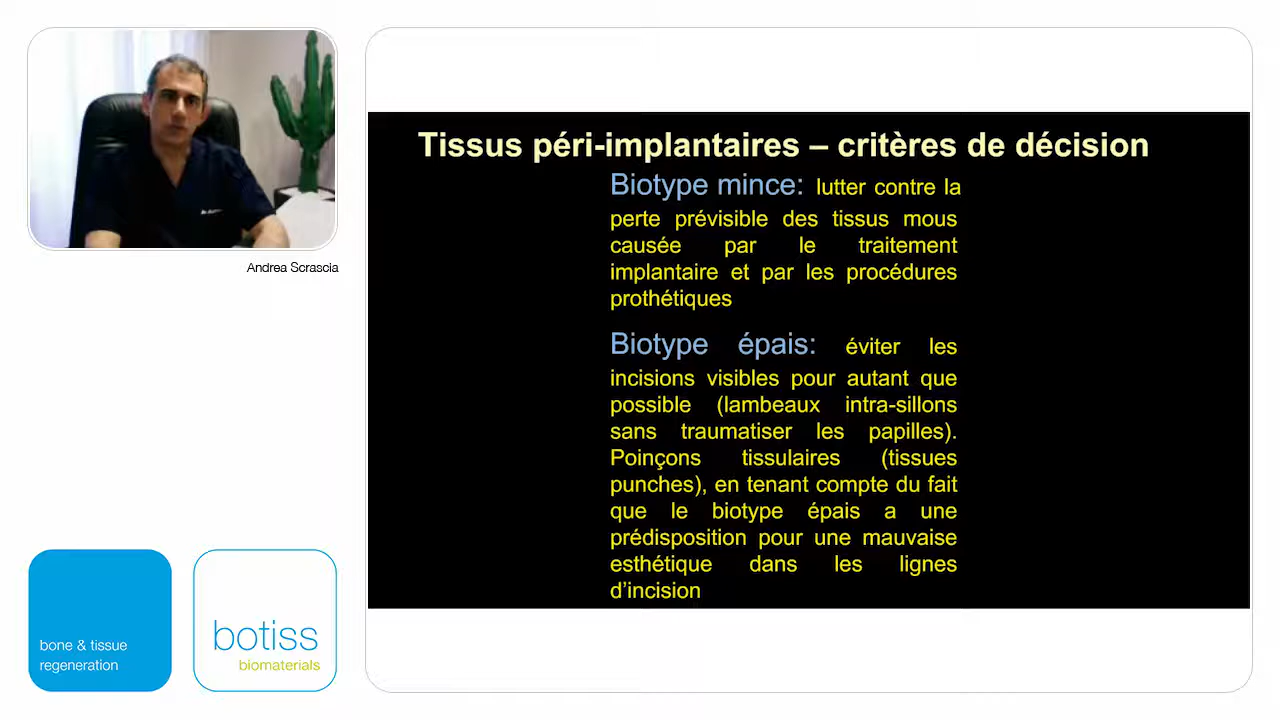 Andrea Scrascia
Tissus péri-implantaires – critères de décision
Biotype mince: lutter contre la
perte prévisible des tissus mous
causée par le traitement
implantaire et par les procédures
prothétiques
Biotype épais: éviter les
incisions visibles pour autant que
possible (lambeaux intra-sillons
sans traumatiser les papilles).
Poinçons tissulaires (tissues
punches), en tenant compte du fait
que le biotype épais a une
prédisposition pour une mauvaise
esthétique dans les lignes
d’incision
bone & tissue
regeneration
botiss
biomaterials